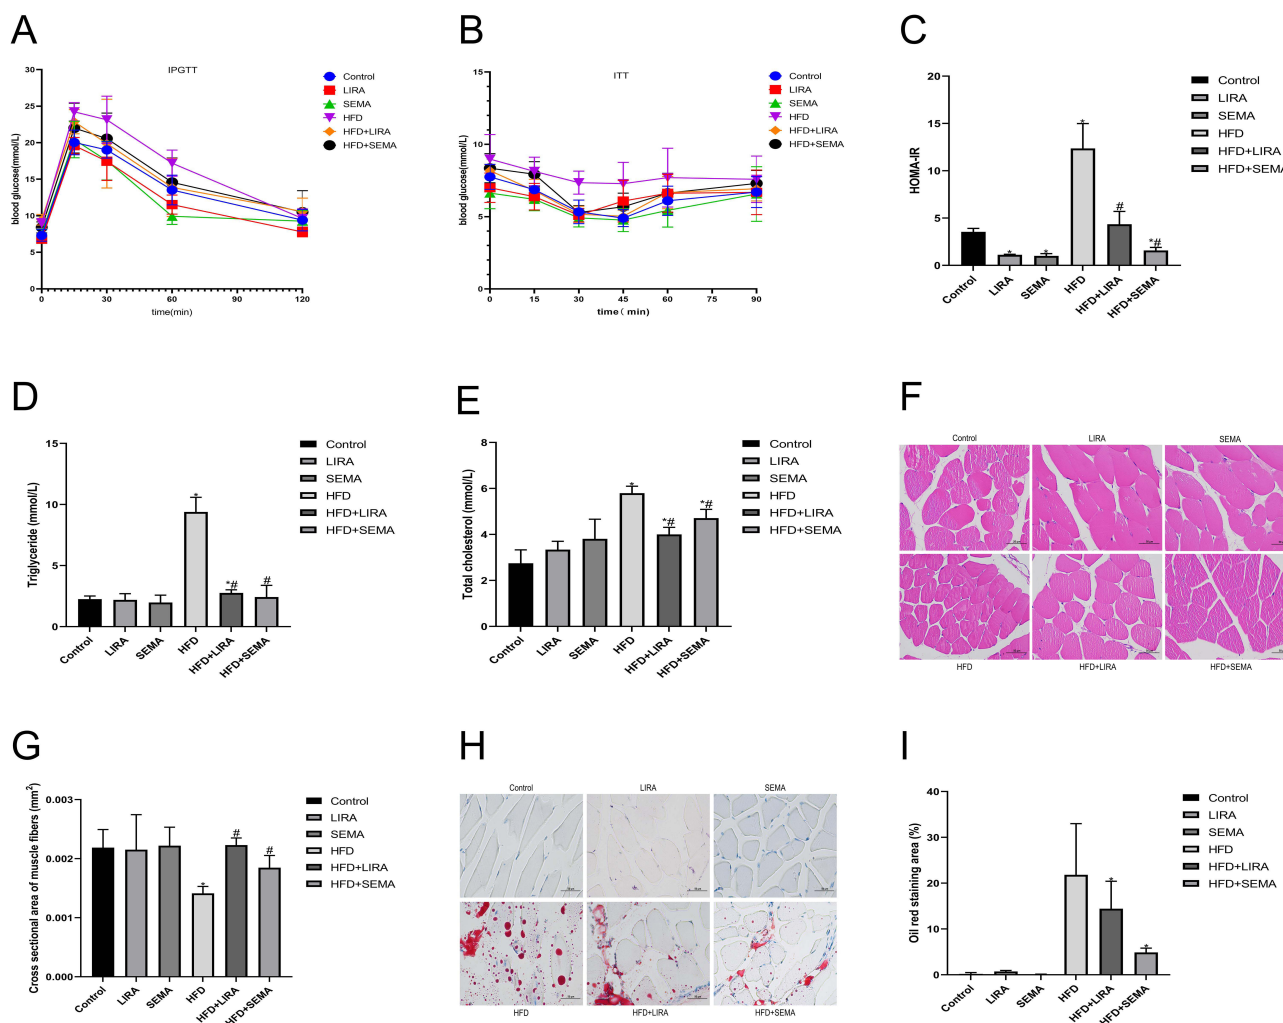 A
IPGTT
blood glucose(mmol/L)
30
25
20
15
10
5
0
0
30
60
90
120
time(min)
Control
LIRA
SEMA
HFD
HFD+LIRA
HFD+SEMA
B
ITT
blood glucose(mmol/L)
15
10
5
0
0
15
30
45
60
75
90
time( min)
Control
LIRA
SEMA
HFD
HFD+LIRA
HFD+SEMA
C
HOMA-IR
20
15
10
5
0
*
*
*
#
*#
Control
LIRA
SEMA
HFD
HFD+LIRA
HFD+SEMA
Control
LIRA
SEMA
HFD
HFD+LIRA
HFD+SEMA
D
Triglyceride (mmol/L)
15
10
5
0
*
*#
#
Control
LIRA
SEMA
HFD
HFD+LIRA
HFD+SEMA
Control
LIRA
SEMA
HFD
HFD+LIRA
HFD+SEMA
E
Total cholesterol (mmol/L)
8
6
4
2
0
*
*#
*#
Control
LIRA
SEMA
HFD
HFD+LIRA
HFD+SEMA
Control
LIRA
SEMA
HFD
HFD+LIRA
HFD+SEMA
F
Control
LIRA
SEMA
HFD
HFD+LIRA
HFD+SEMA
G
Cross sectional area of muscle fibers (mm²)
0.003
0.002
0.001
0.000
*
#
#
Control
LIRA
SEMA
HFD
HFD+LIRA
HFD+SEMA
Control
LIRA
SEMA
HFD
HFD+LIRA
HFD+SEMA
H
Control
LIRA
SEMA
HFD
HFD+LIRA
HFD+SEMA
I
Oil red staining area (%)
40
30
20
10
0
*
*
Control
LIRA
SEMA
HFD
HFD+LIRA
HFD+SEMA
Control
LIRA
SEMA
HFD
HFD+LIRA
HFD+SEMA